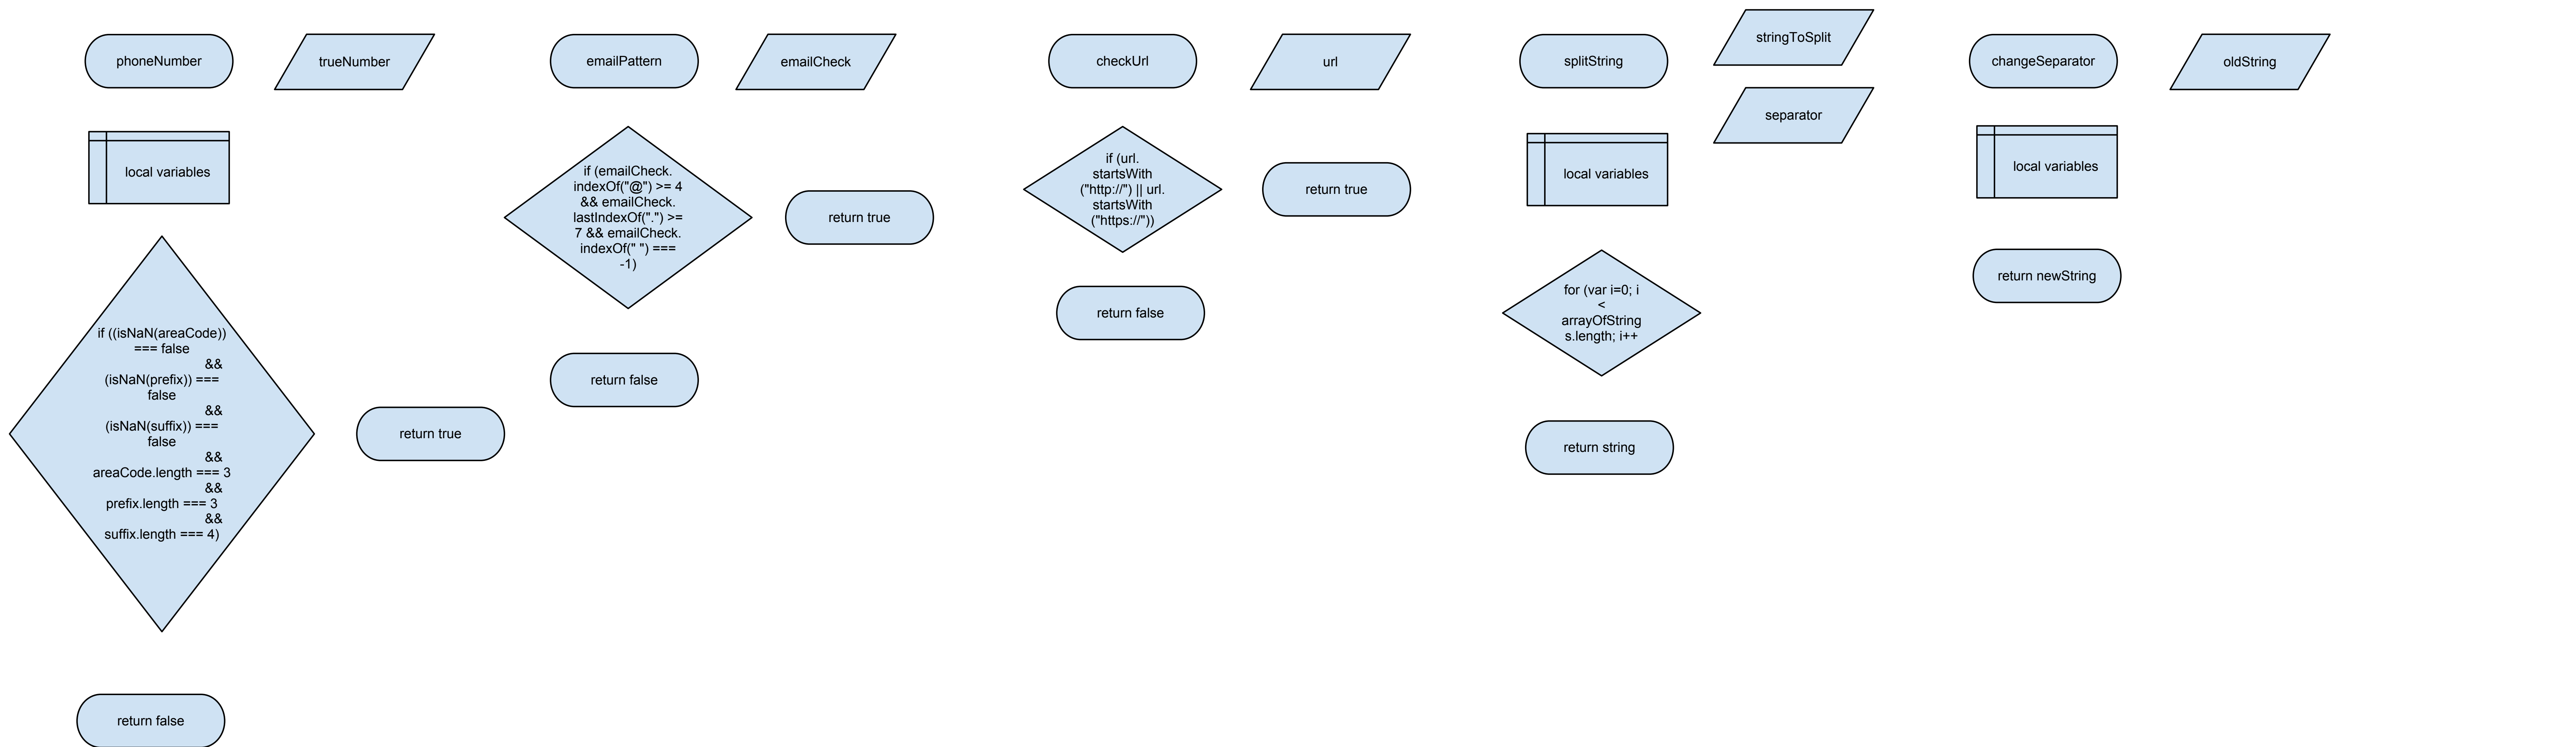 phoneNumber
trueNumber
local variables
if ((isNaN(areaCode))
=== false
&&
(isNaN(prefix)) ===
false
&&
(isNaN(suffix)) ===
false
&&
areaCode.length === 3
&&
prefix.length === 3
&&
suffix.length === 4)
return true
return false
emailPattern
emailCheck
if (emailCheck.
indexOf("@") >= 4
&& emailCheck.
lastIndexOf(".") >=
7 && emailCheck.
indexOf(" ") ===
-1)
return true
return false
checkUrl
url
if (url.
startsWith
("http://") || url.
startsWith
("https://"))
return true
return false
splitString
stringToSplit
separator
local variables
for (var i=0; i
<
arrayOfString
s.length; i++
return string
changeSeparator
oldString
local variables
return newString